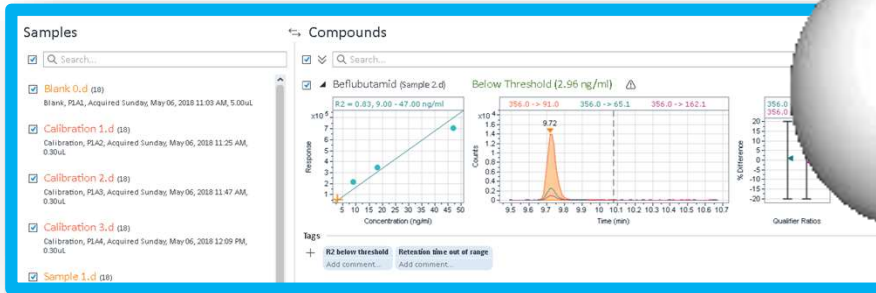 Samples
Compounds
Search...
Search...
Blank 0.d (18)
Blank, P1A1, Acquired Sunday, May 06, 2018 11:03 AM, 5.00uL
Calibration 1.d (18)
Calibration, P1A2, Acquired Sunday, May 06, 2018 11:25 AM,
0.30uL
Calibration 2.d (18)
Calibration, P1A3, Acquired Sunday, May 06, 2018 11:47 AM,
0.30uL
Calibration 3.d (18)
Calibration, P1A4, Acquired Sunday, May 06, 2018 12:09 PM,
0.30uL
Sample 1.d (18)
Beflubutamid (Sample 2.d) Below Threshold (2.96 ng/ml)
R2 = 0.83, 9.00 - 47.00 ng/ml
x10 5
7
6
5
4
3
2
1
Response
5 10 15 20 25 30 35 40 45 50
Concentration (ng/ml)
356.0 -> 91.0 356.0 -> 65.1 356.0 -> 162.1
x10 4
9.72
1.6
1.4
1.2
1
0.8
0.6
0.4
0.2
0
Counts
9.5 9.6 9.7 9.8 9.9 10 10.1 10.2 10.3 10.4 10.5 10.6 10.7
Time (min)
356.0
356.0
20
15
10
5
0
-5
-10
-15
-20
% Difference
Qualifier Ratios
Tags
R2 below threshold Retention time out of range
Add comment... Add comment...